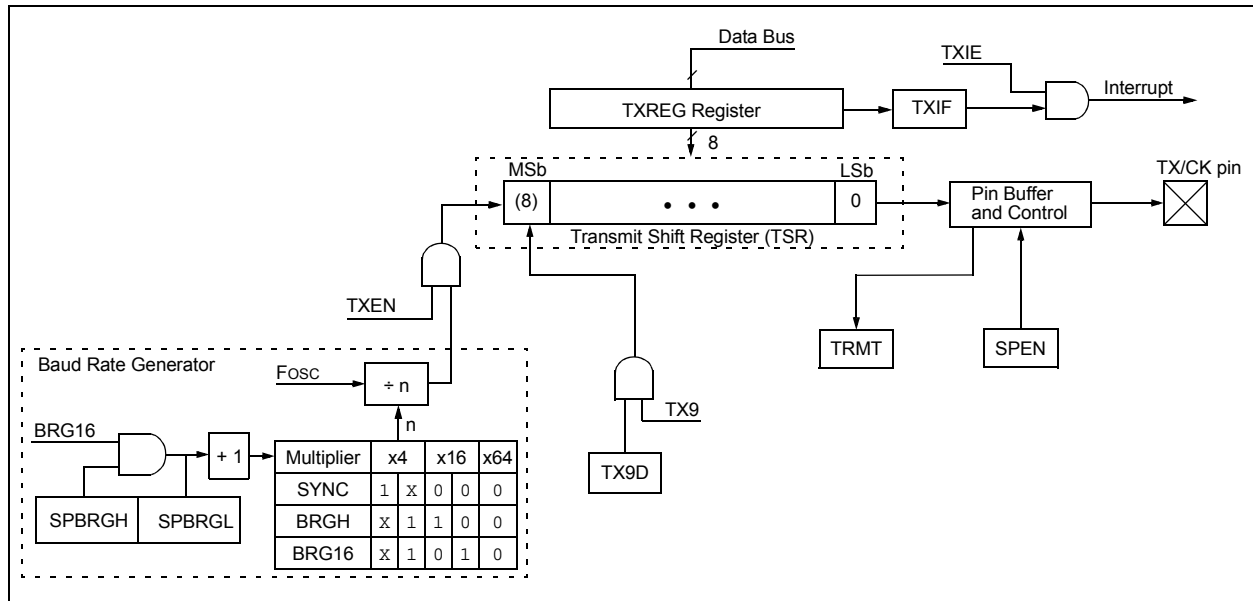 Data Bus
TXIE
Interrupt
TXREG Register
TXIF
8
MSb
LSb
TX/CK pin
(8)
• • •
0
Pin Buffer
and Control
Transmit Shift Register (TSR)
TXEN
TRMT
SPEN
Baud Rate Generator
FOSC
÷ n
TX9
n
BRG16
+ 1
Multiplier x4 x16 x64
TX9D
SYNC 1 X 0 0 0
SPBRGH SPBRGL
BRGH X 1 1 0 0
BRG16 X 1 0 1 0